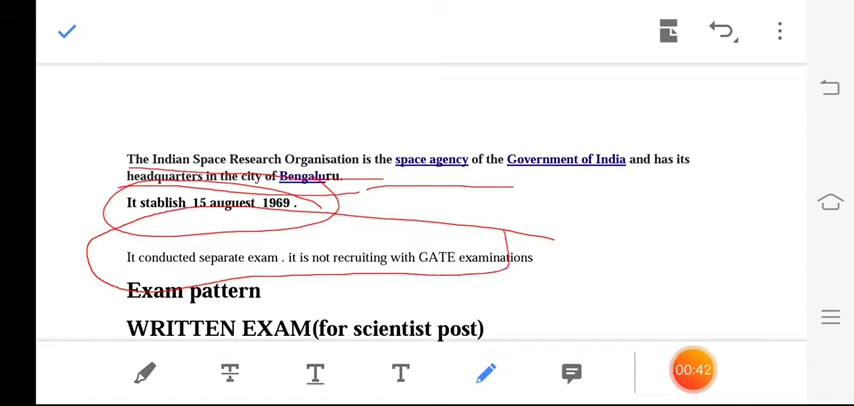 The Indian Space Research Organisation is the space agency of the Government of India and has its
headquarters in the city of Bengaluru.
It stablish 15 august 1969 .
It conducted separate exam . it is not recruiting with GATE examinations
Exam pattern
WRITTEN EXAM(for scientist post)
T
T
T
00:42